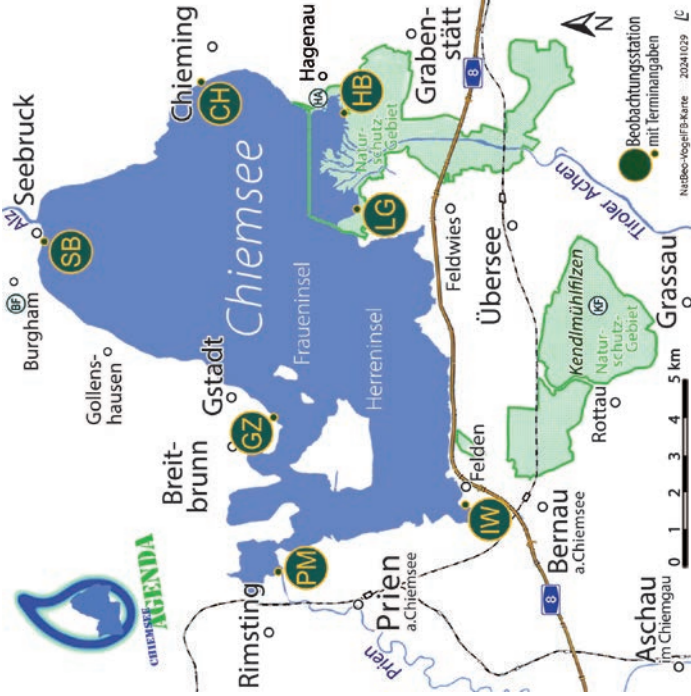 CHIEMSEE
AGENDA
Alz
Seebruck
SB
BF
Burgham
Gollens-
hausen
Chieming
CH
Chiemsee
Gstadt
GZ
Breit-
brunn
Fraueninsel
Herreninsel
Hagenau
HA
HB
Natur-
schutz-
Gebiet
LG
Graben-
stätt
8
Rimsting
PM
Prien
a.Chiemsee
Prien
IW
Felden
Bernau
a.Chiemsee
8
Feldwies
Übersee
Tiroler Achen
Kendlmühlfilzen
Natur-
schutz-
Gebiet
KF
Rottau
Grassau
Aschau
im Chiemgau
0 1 2 3 4 5 km
N
Beobachtungsstation
mit Terminangaben
NatBeo-VogelFB-Karte 20241029